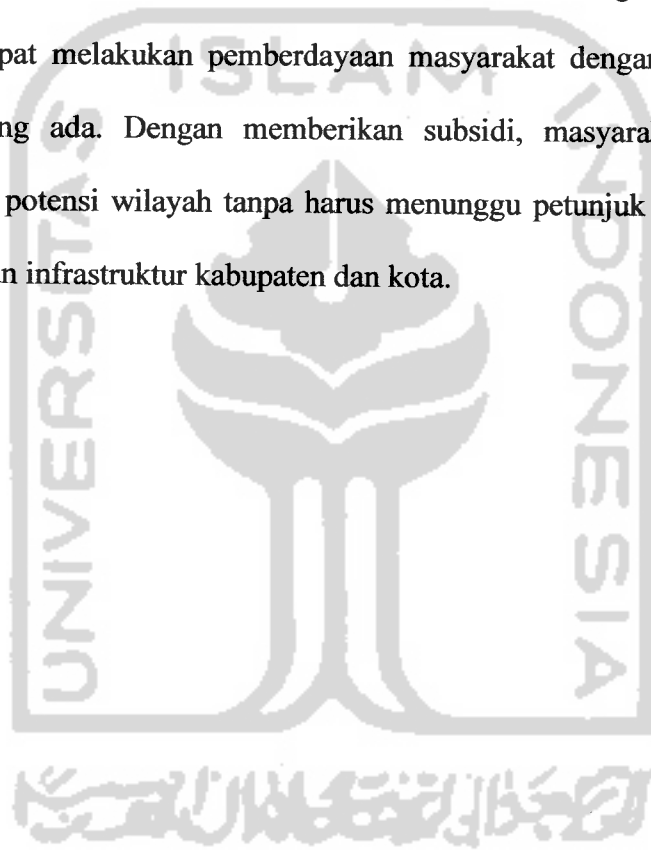 pat melakukan pemberdayaan masyarakat dengan
ng ada. Dengan memberikan subsidi, masyara
potensi wilayah tanpa harus menunggu petunjuk
n infrastruktur kabupaten dan kota.
ISLAM
UNIVERSITAS
INDONESIA